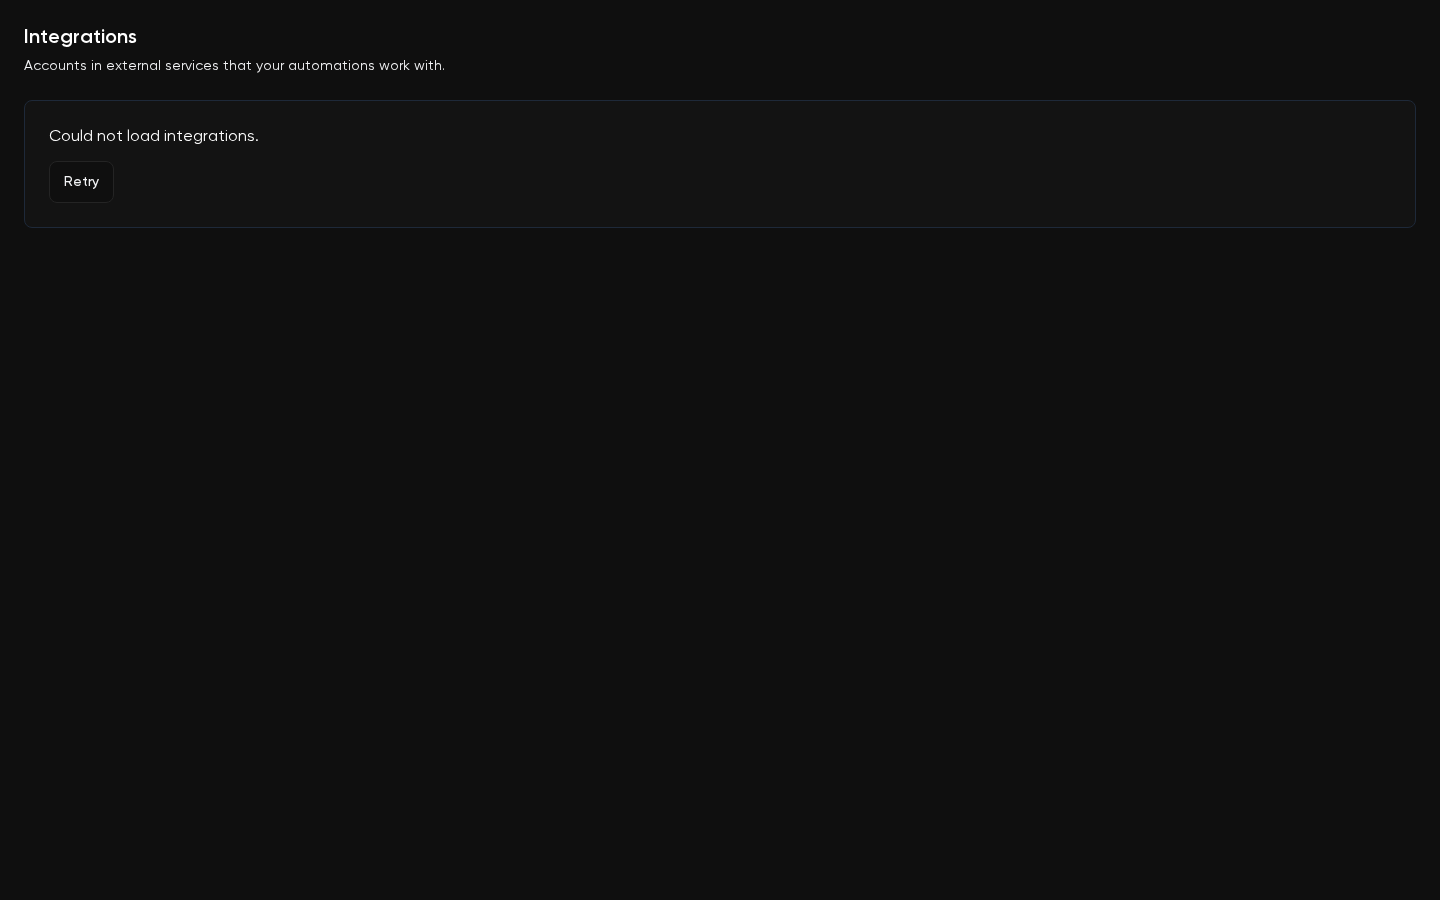 Integrations
Accounts in external services that your automations work with.
Could not load integrations.
Retry